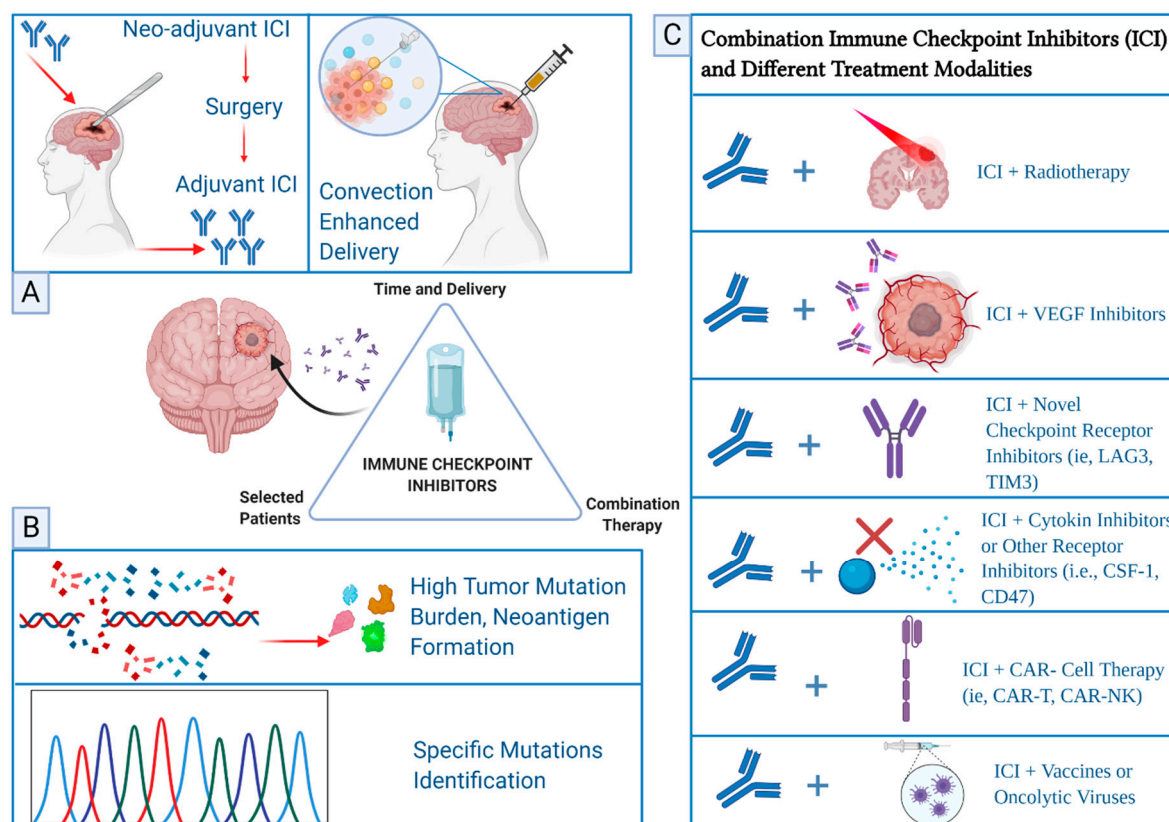 Neo-adjuvant ICI
Surgery
Adjuvant ICI
Convection
Enhanced
Delivery
A
Time and Delivery
IMMUNE CHECKPOINT
INHIBITORS
Selected
Patients
Combination
Therapy
B
High Tumor Mutation
Burden, Neoantigen
Formation
Specific Mutations
Identification
C
Combination Immune Checkpoint Inhibitors (ICI)
and Different Treatment Modalities
+
ICI + Radiotherapy
+
ICI + VEGF Inhibitors
+
ICI + Novel
Checkpoint Receptor
Inhibitors (ie, LAG3,
TIM3)
+
ICI + Cytokin Inhibitors
or Other Receptor
Inhibitors (i.e., CSF-1,
CD47)
+
ICI + CAR- Cell Therapy
(ie, CAR-T, CAR-NK)
+
ICI + Vaccines or
Oncolytic Viruses